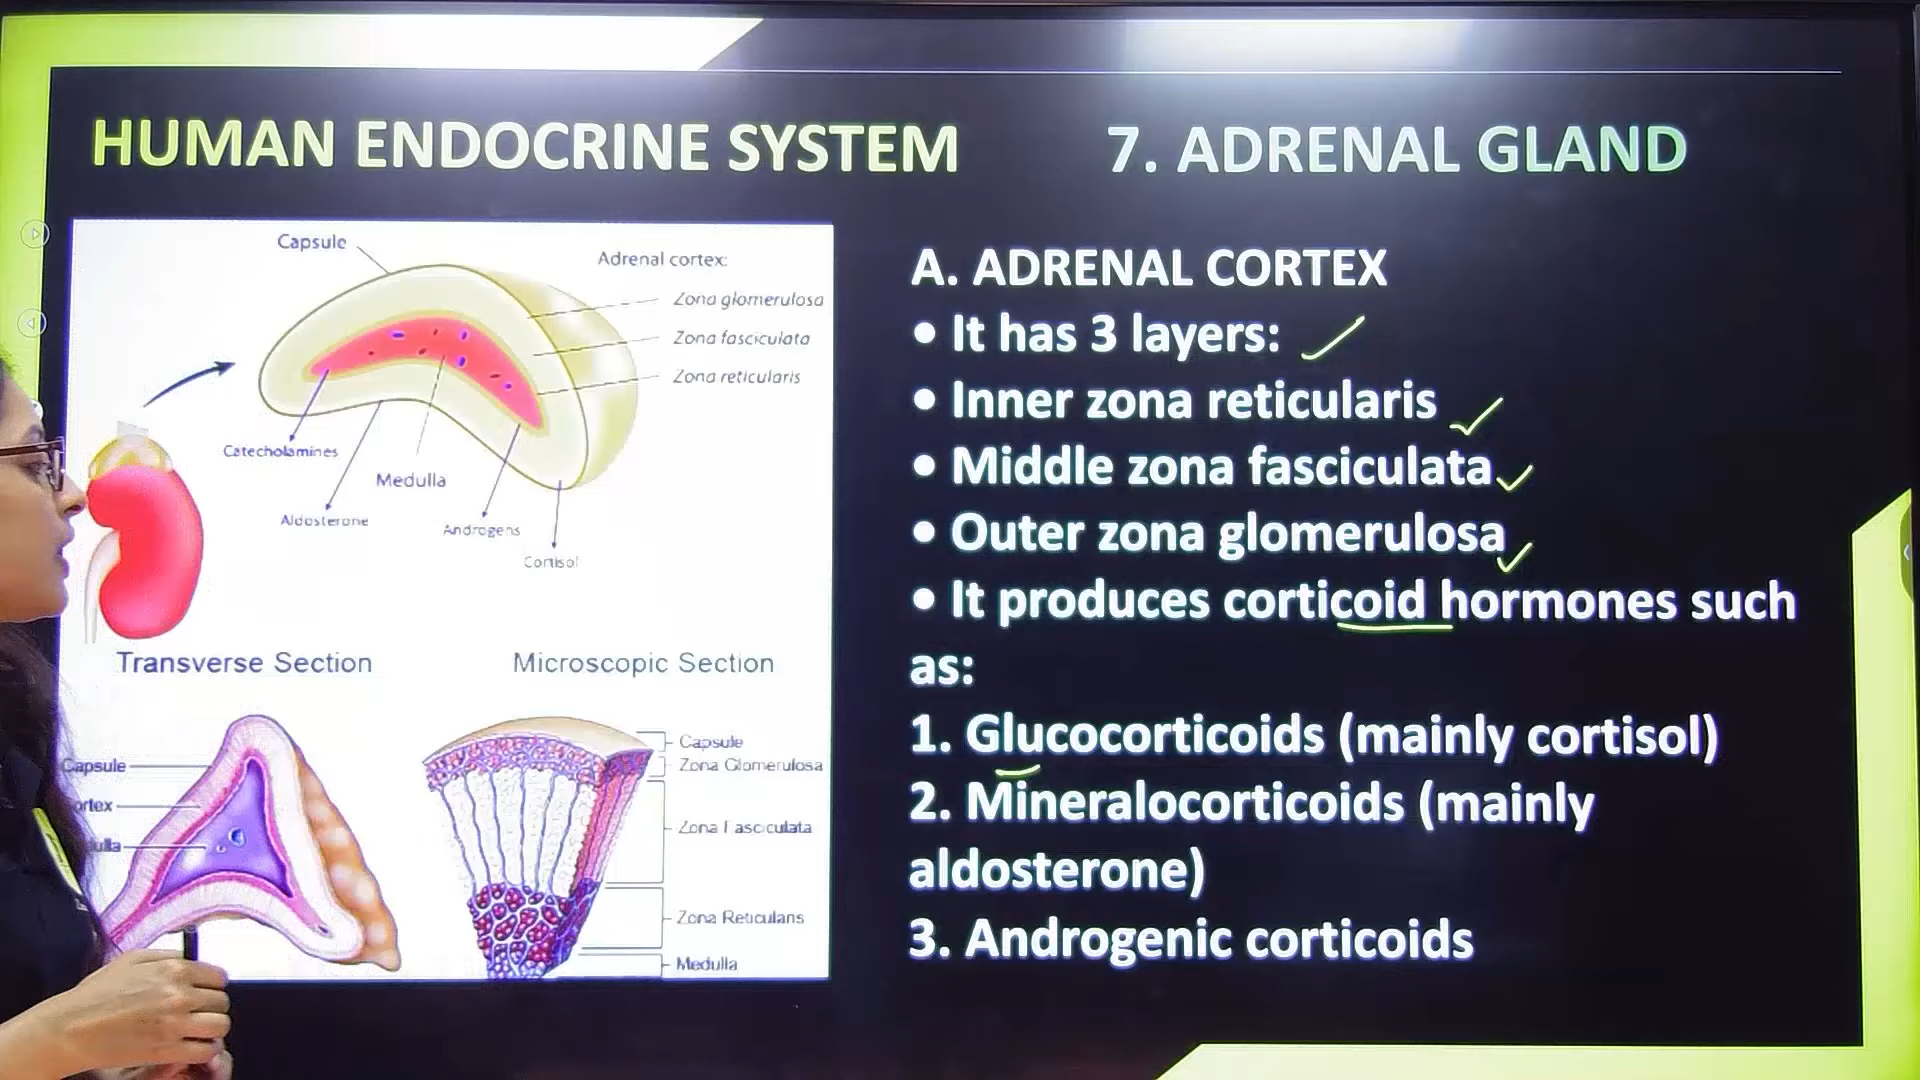 HUMAN ENDOCRINE SYSTEM
7. ADRENAL GLAND
Capsule
Adrenal cortex:
Zona glomerulosa
Zona fasciculata
Zona reticularis
Catecholamines
Medulla
Aldosterone
Androgens
Cortisol
Transverse Section
Microscopic Section
Capsule
ortex
dulla
Capsule
Zona Glomerulosa
Zona Fasciculata
Zona Reticularis
Medulla
A. ADRENAL CORTEX
• It has 3 layers:
• Inner zona reticularis
• Middle zona fasciculata
• Outer zona glomerulosa
• It produces corticoid hormones such
as:
1. Glucocorticoids (mainly cortisol)
2. Mineralocorticoids (mainly
aldosterone)
3. Androgenic corticoids